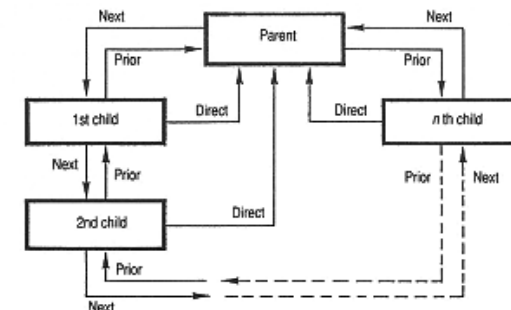 Next
Next
Parent
Prior
Prior
Direct
Direct
1st child
n th child
Next
Prior
Prior
Next
Direct
2nd child
Prior
Next